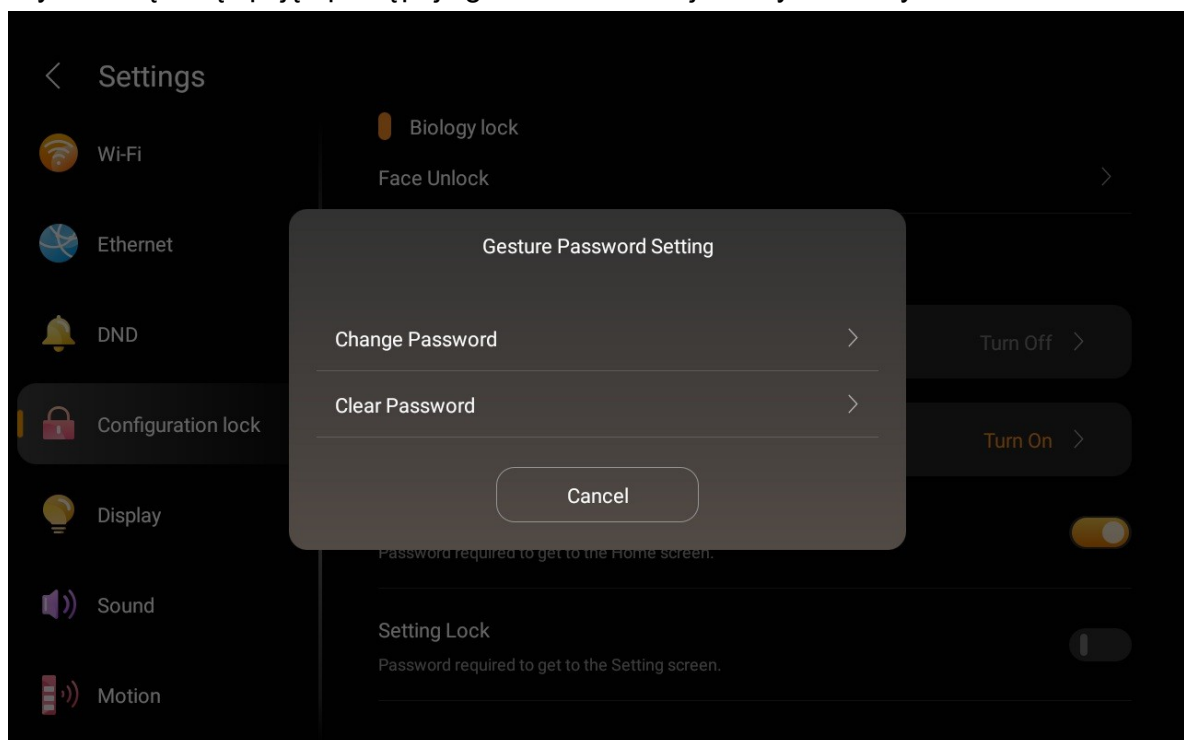 Settings
Wi-Fi
Ethernet
DND
Configuration lock
Display
Sound
Motion
Biology lock
Face Unlock
Turn Off
Turn On
Password required to get to the Home screen.
Setting Lock
Password required to get to the Setting screen.
Gesture Password Setting
Change Password
Clear Password
Cancel